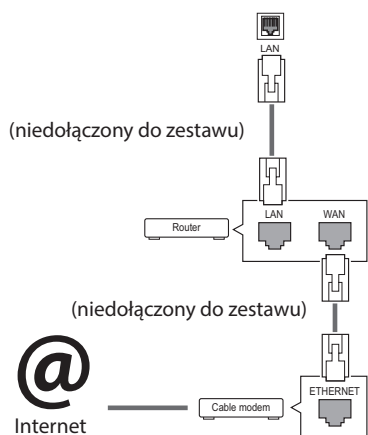 LAN
(niedołączony do zestawu)
LAN
WAN
Router
(niedołączony do zestawu)
ETHERNET
Cable modem
@
Internet